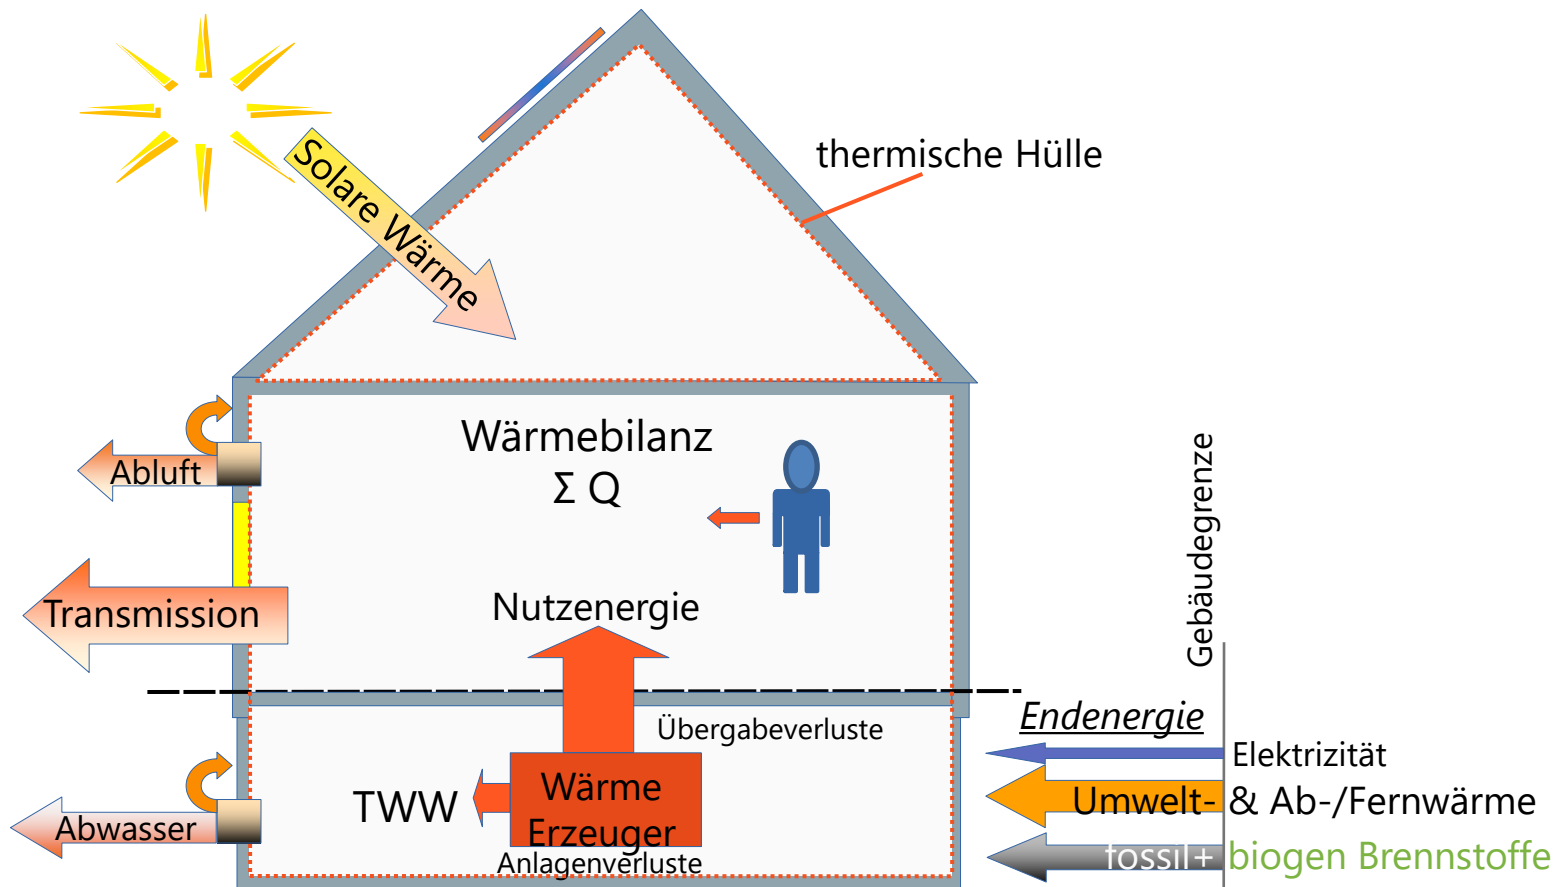 Solare Wärme
thermische Hülle
Wärmebilanz
Σ Q
Abluft
Transmission
Nutzenergie
Gebäudegrenze
Übergabeverluste
Endenergie
Elektrizität
Umwelt- & Ab-/Fernwärme
fossil+ biogen Brennstoffe
TWW
Wärme
Erzeuger
Anlagenverluste
Abwasser